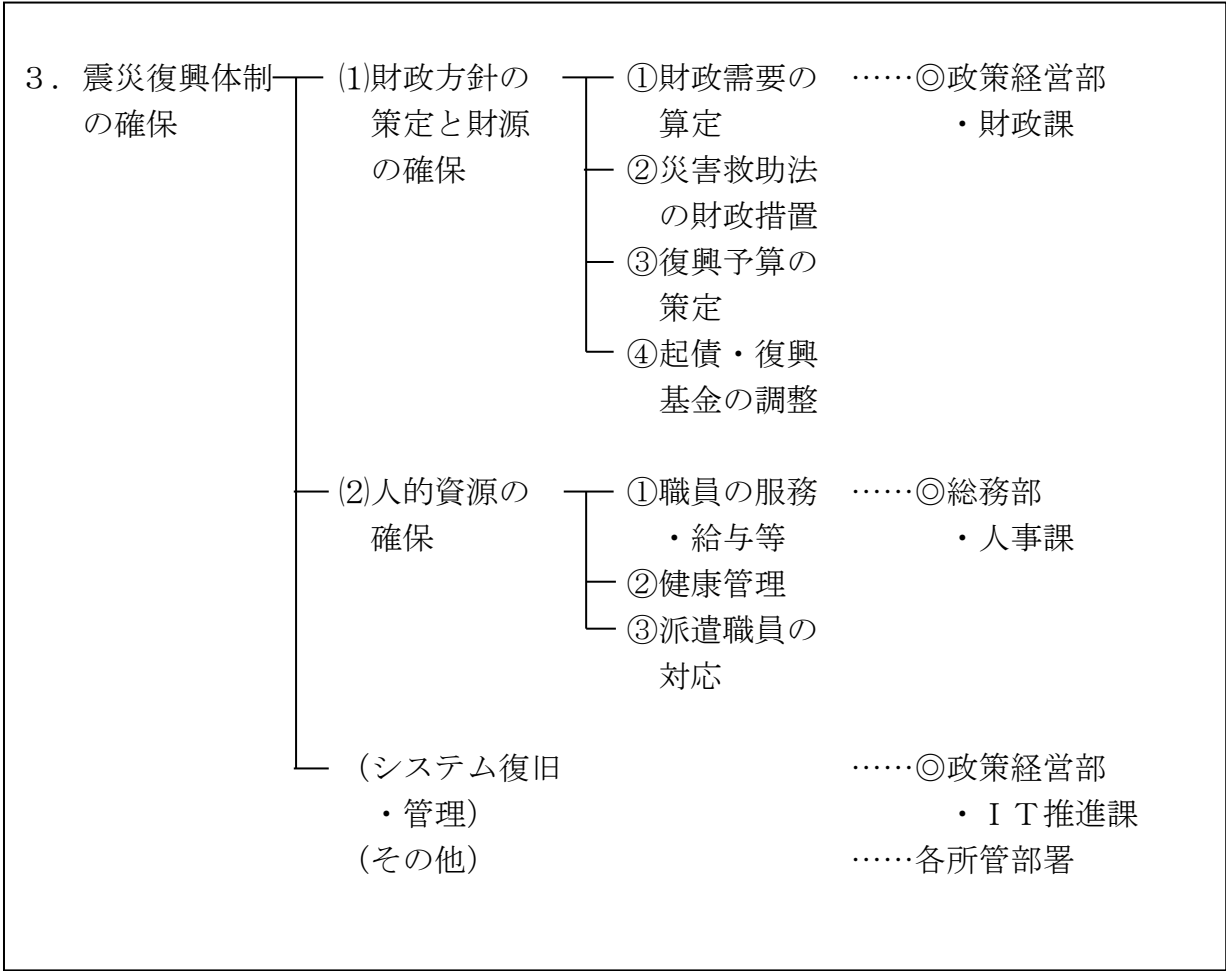 ３．震災復興体制 ⑴財政方針の ①財政需要の ……◎政策経営部
の確保 策定と財源 算定 ・財政課
の確保 ②災害救助法
の財政措置
③復興予算の
策定
④起債・復興
基金の調整
⑵人的資源の ①職員の服務 ……◎総務部
確保 ・給与等 ・人事課
②健康管理
③派遣職員の
対応
（システム復旧 ……◎政策経営部
・管理） ・ＩＴ推進課
（その他） ……各所管部署